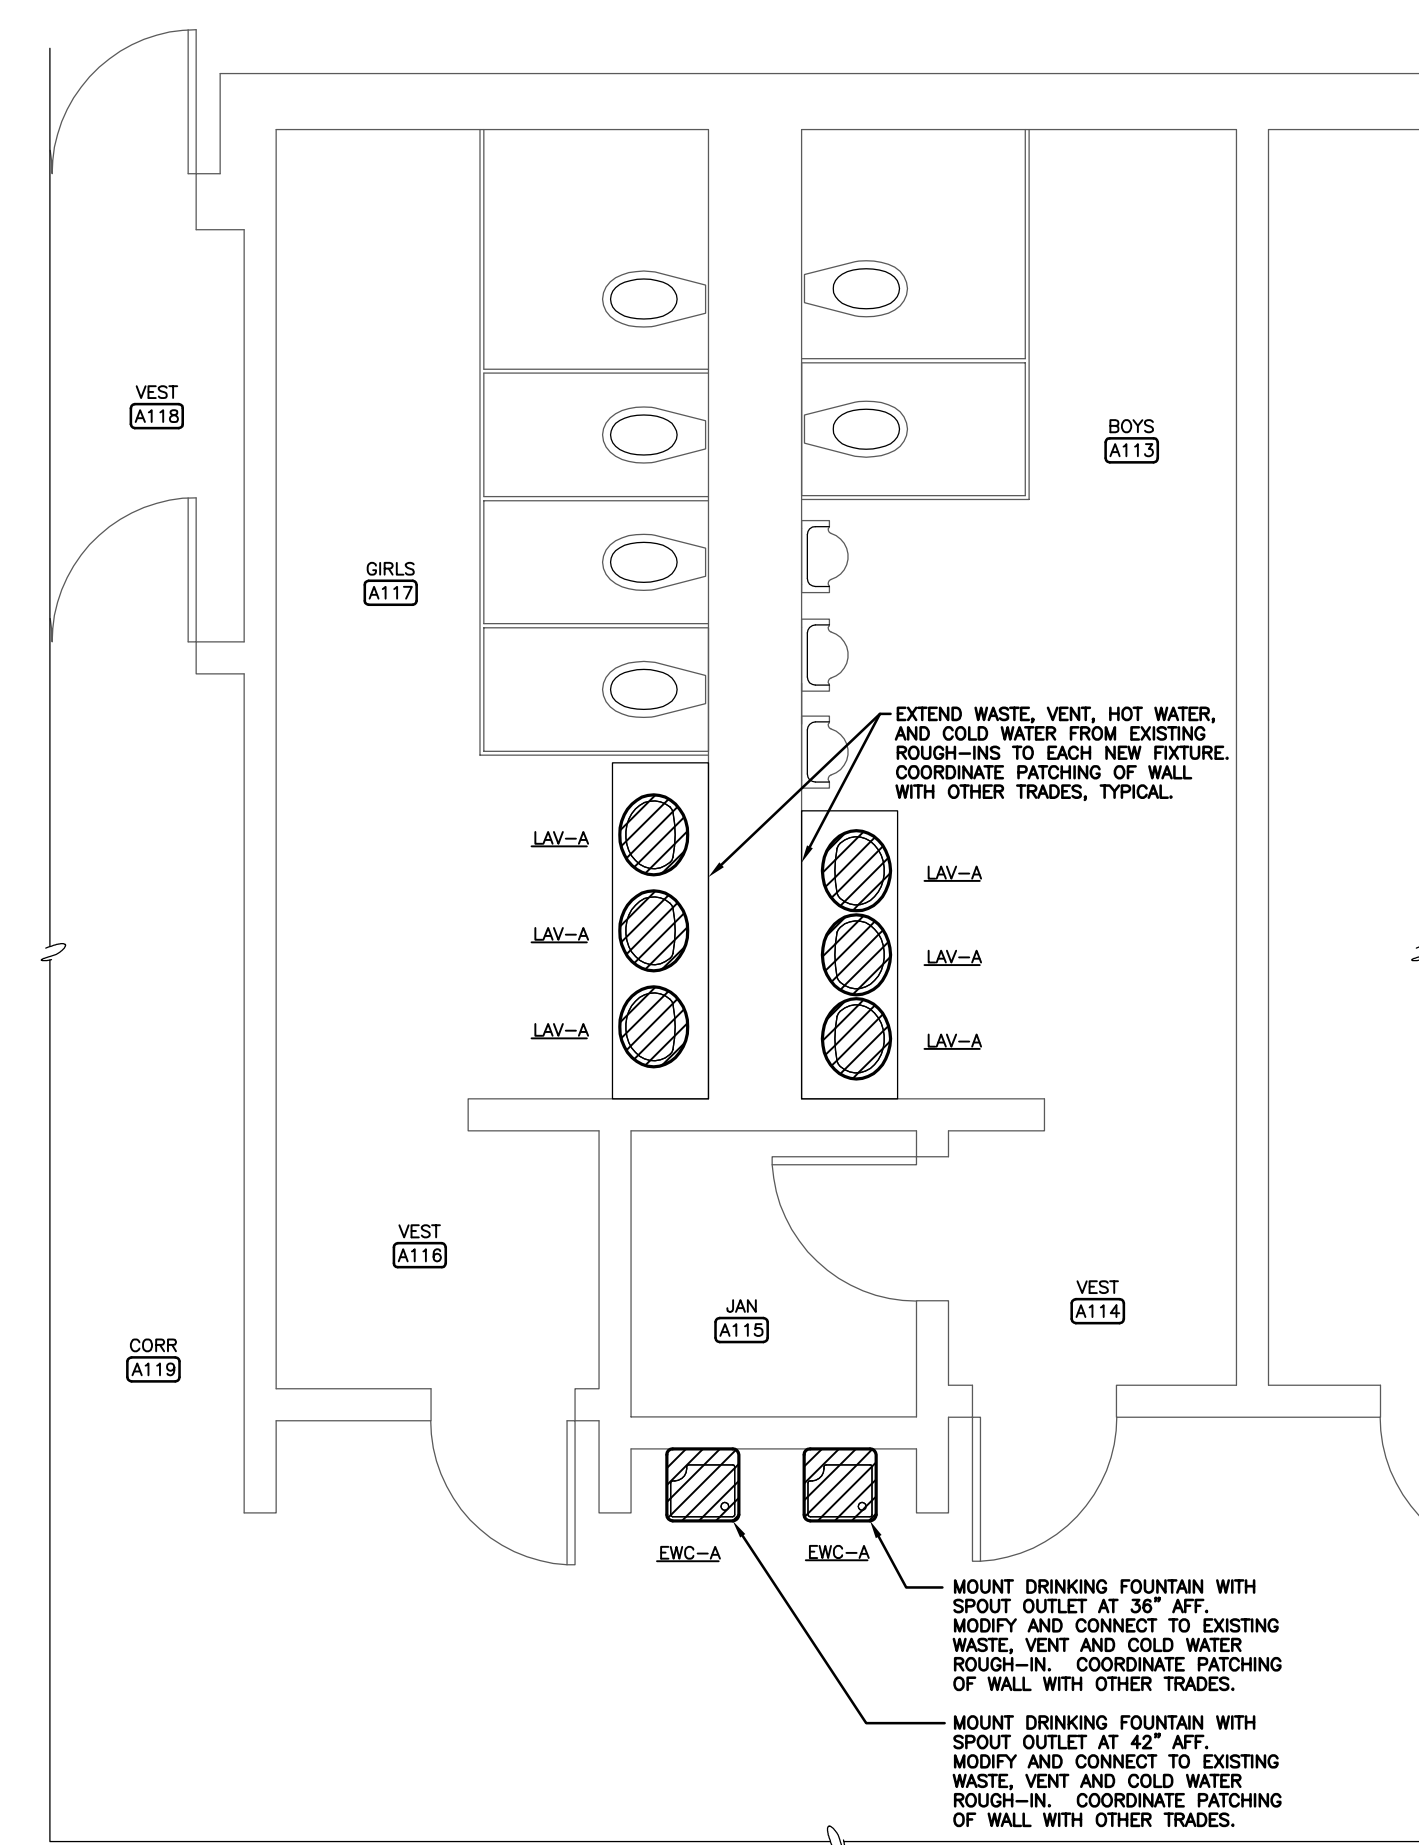 VEST
A118
BOYS
A113
GIRLS
A117
EXTEND WASTE, VENT, HOT WATER,
AND COLD WATER FROM EXISTING
ROUGH-INS TO EACH NEW FIXTURE.
COORDINATE PATCHING OF WALL
WITH OTHER TRADES, TYPICAL.
LAV-A
LAV-A
LAV-A
LAV-A
LAV-A
LAV-A
VEST
A116
VEST
A114
JAN
A115
CORR
A119
EWC-A
EWC-A
MOUNT DRINKING FOUNTAIN WITH
SPOUT OUTLET AT 36" AFF.
MODIFY AND CONNECT TO EXISTING
WASTE, VENT AND COLD WATER
ROUGH-IN. COORDINATE PATCHING
OF WALL WITH OTHER TRADES.
MOUNT DRINKING FOUNTAIN WITH
SPOUT OUTLET AT 42" AFF.
MODIFY AND CONNECT TO EXISTING
WASTE, VENT AND COLD WATER
ROUGH-IN. COORDINATE PATCHING
OF WALL WITH OTHER TRADES.